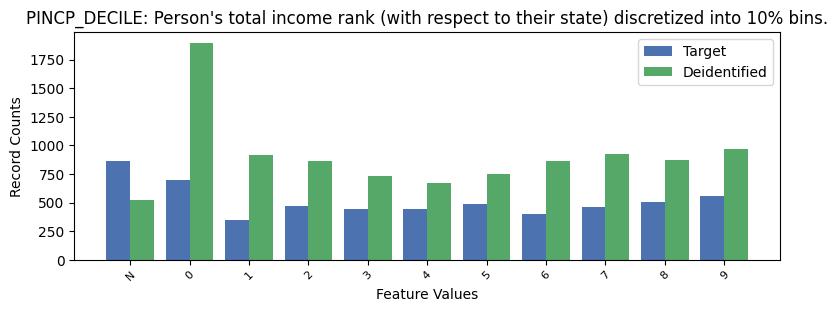 PINCP_DECILE: Person's total income rank (with respect to their state) discretized into 10% bins.
Target
Deidentified
Record Counts
1750
1500
1250
1000
750
500
250
0
N 0 1 2 3 4 5 6 7 8 9
Feature Values